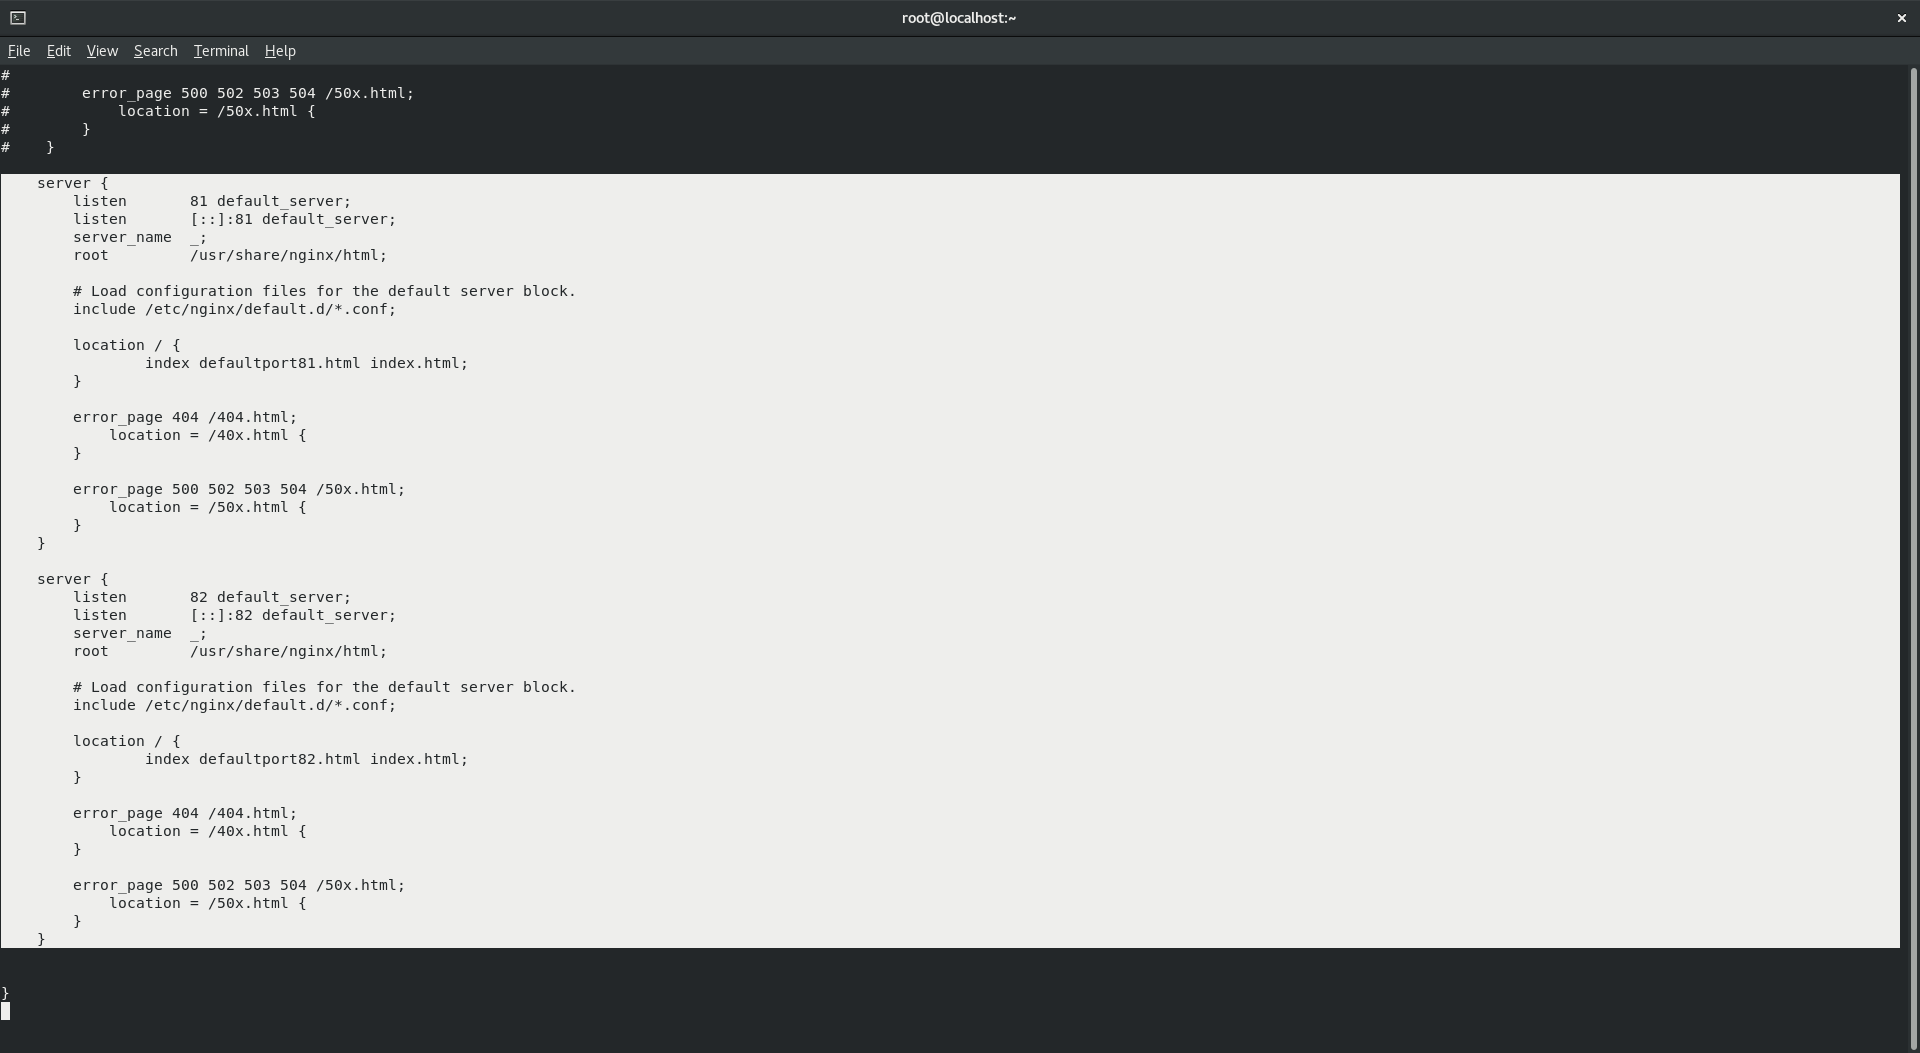 root@localhost:~
×
File Edit View Search Terminal Help
#
#        error_page 500 502 503 504 /50x.html;
#            location = /50x.html {
#        }
#    }
    server {
        listen       81 default_server;
        listen       [::]:81 default_server;
        server_name  _;
        root         /usr/share/nginx/html;
        # Load configuration files for the default server block.
        include /etc/nginx/default.d/*.conf;
        location / {
                index defaultport81.html index.html;
        }
        error_page 404 /404.html;
            location = /40x.html {
        }
        error_page 500 502 503 504 /50x.html;
            location = /50x.html {
        }
    }
    server {
        listen       82 default_server;
        listen       [::]:82 default_server;
        server_name  _;
        root         /usr/share/nginx/html;
        # Load configuration files for the default server block.
        include /etc/nginx/default.d/*.conf;
        location / {
                index defaultport82.html index.html;
        }
        error_page 404 /404.html;
            location = /40x.html {
        }
        error_page 500 502 503 504 /50x.html;
            location = /50x.html {
        }
    }
}